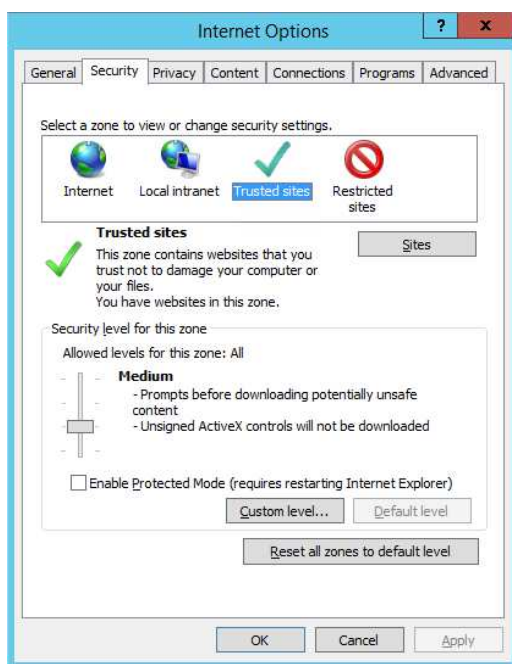 Internet Options
? x
General Security Privacy Content Connections Programs Advanced
Select a zone to view or change security settings.
Internet Local intranet Trusted sites Restricted sites
Trusted sites
This zone contains websites that you
trust not to damage your computer or
your files.
You have websites in this zone.
Sites
Security level for this zone
Allowed levels for this zone: All
Medium
- Prompts before downloading potentially unsafe
content
- Unsigned ActiveX controls will not be downloaded
Enable Protected Mode (requires restarting Internet Explorer)
Custom level... Default level
Reset all zones to default level
OK Cancel Apply